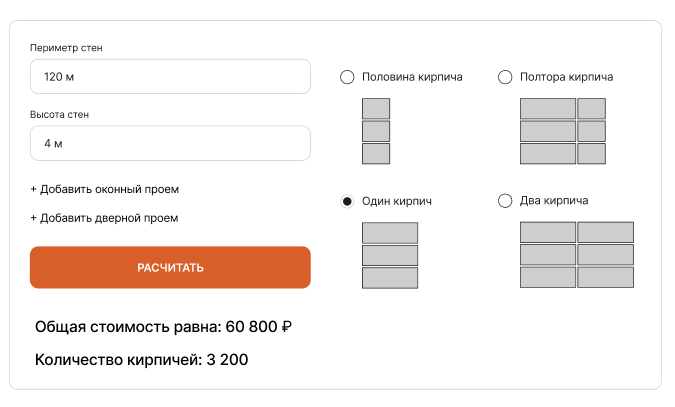 Периметр стен
120 м
Высота стен
4 м
+ Добавить оконный проем
+ Добавить дверной проем
РАСЧИТАТЬ
Общая стоимость равна: 60 800 ₽
Количество кирпичей: 3 200
Половина кирпича
Полтора кирпича
Один кирпич
Два кирпича